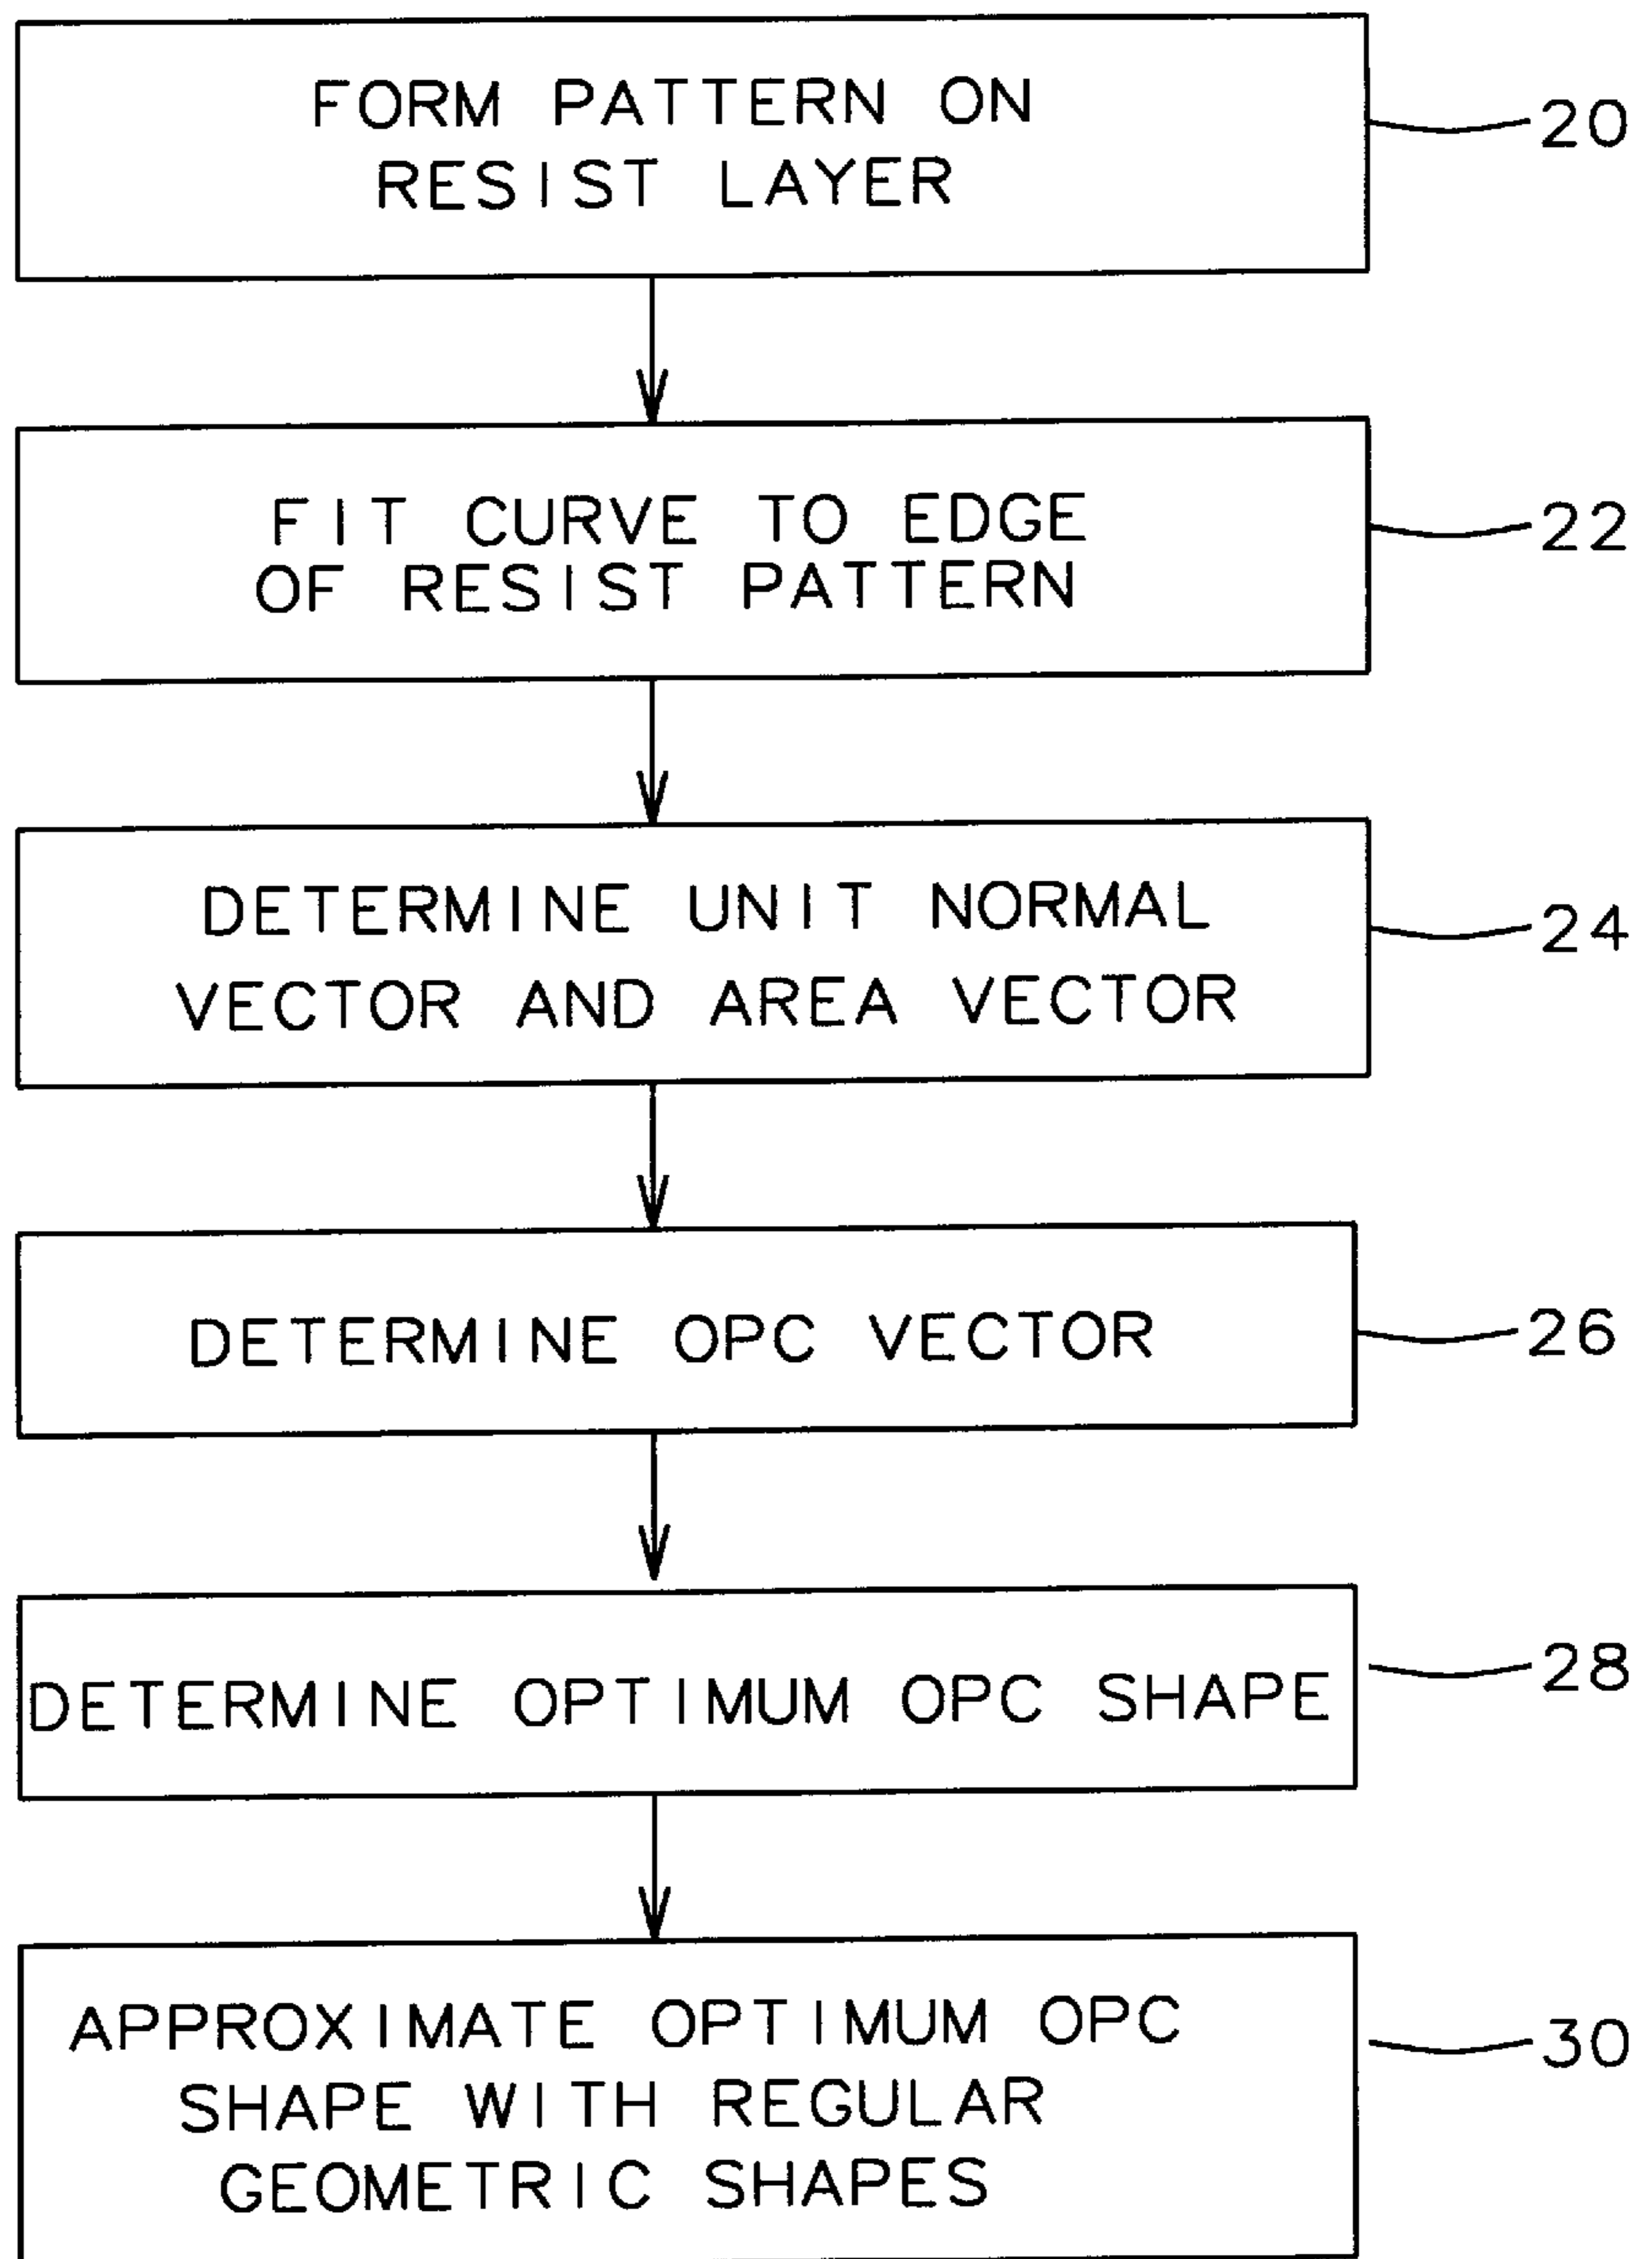 FORM PATTERN ON
RESIST LAYER
20
FIT CURVE TO EDGE
OF RESIST PATTERN
22
DETERMINE UNIT NORMAL
VECTOR AND AREA VECTOR
24
DETERMINE OPC VECTOR
26
DETERMINE OPTIMUM OPC SHAPE
28
APPROXIMATE OPTIMUM OPC
SHAPE WITH REGULAR
GEOMETRIC SHAPES
30